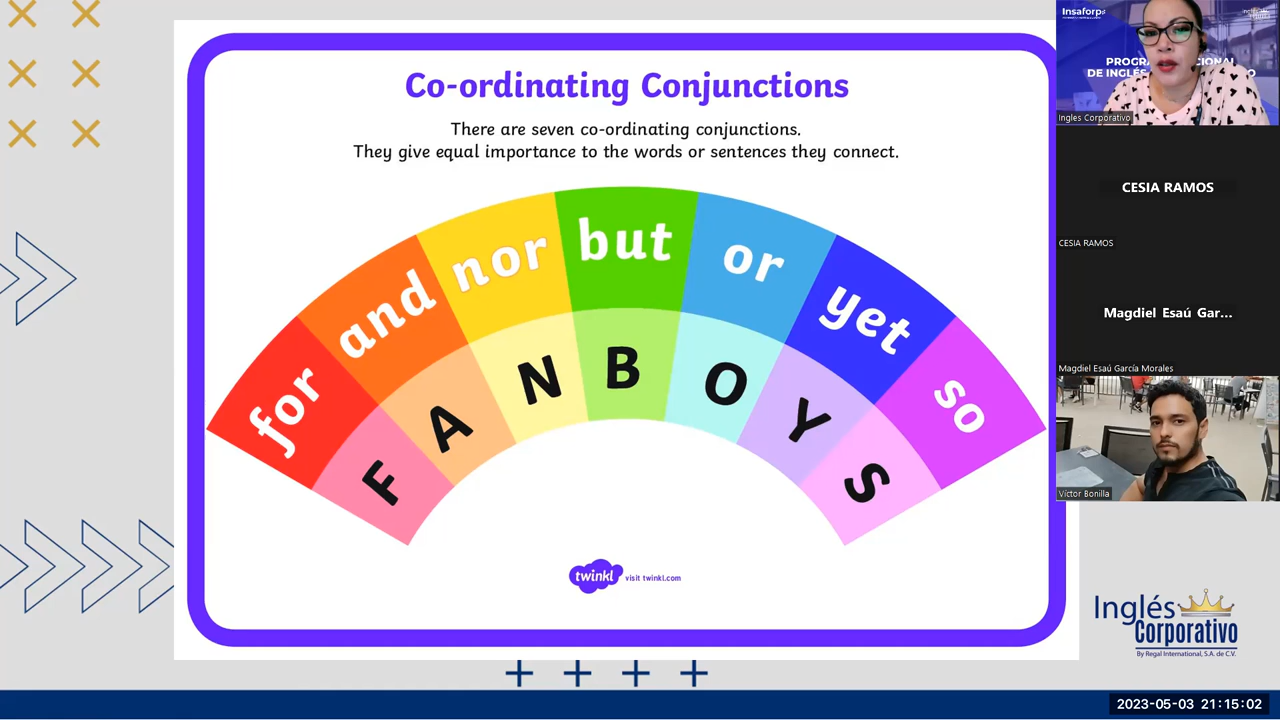 Co-ordinating Conjunctions
There are seven co-ordinating conjunctions.
They give equal importance to the words or sentences they connect.
for
and
nor
but
or
yet
so
F
A
N
B
O
Y
S
twinkl
visit twinkl.com
Inglés
Corporativo
By Regal International, S.A. de C.V.
Insaforp
Ingles Corporativo
CESIA RAMOS
CESIA RAMOS
Magdiel Esaú Gar...
Magdiel Esaú García Morales
Víctor Bonilla
2023-05-03 21:15:02